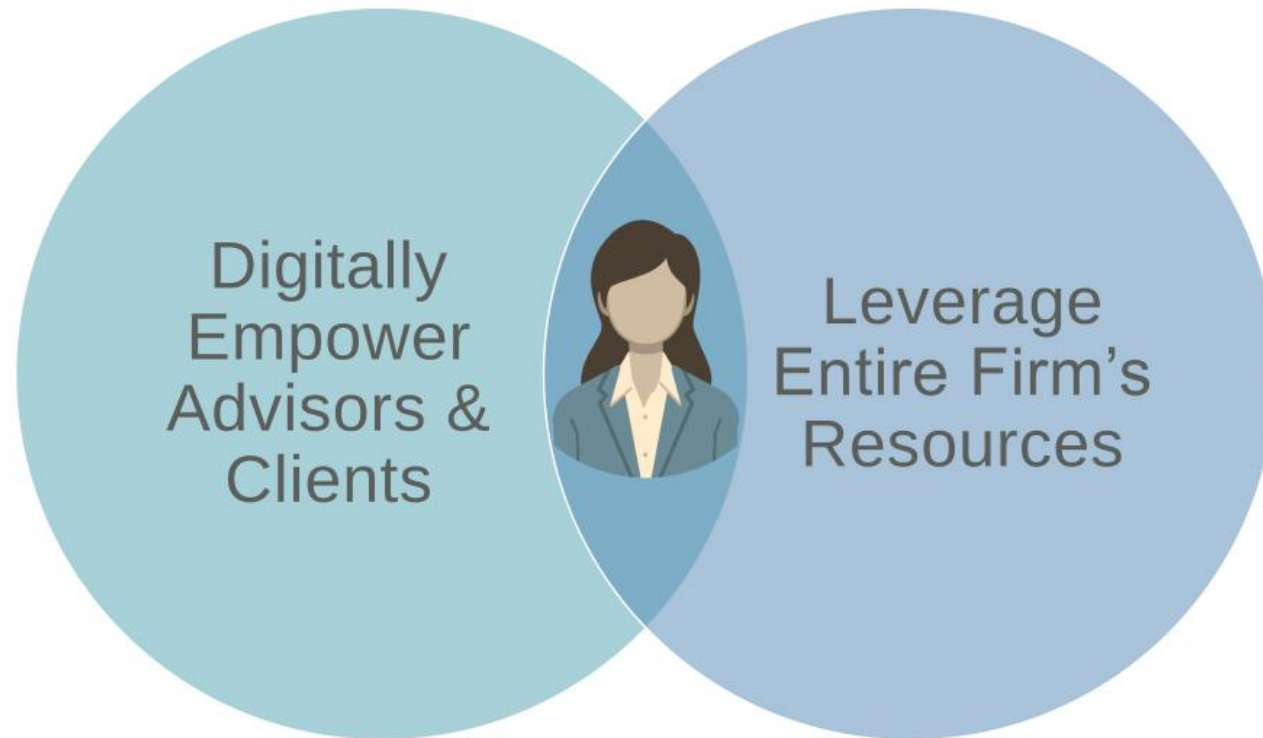 Digitally
Empower
Advisors &
Clients
Leverage
Entire Firm’s
Resources